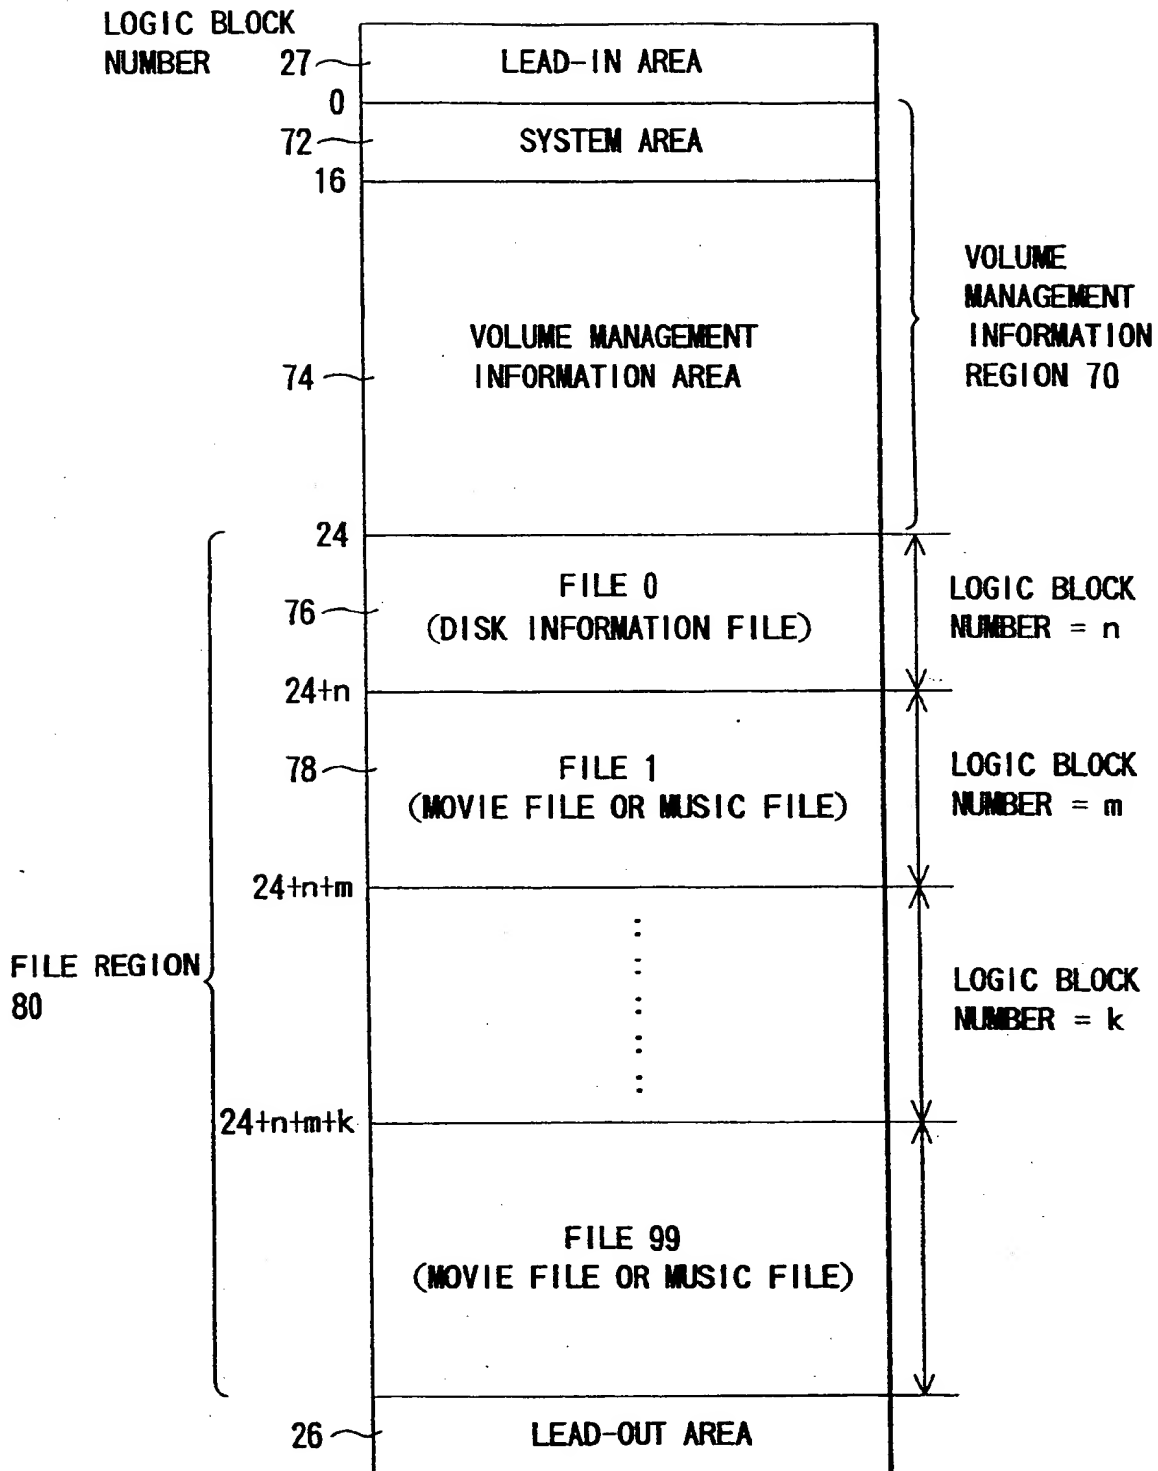 LOGIC BLOCK
NUMBER
27
LEAD-IN AREA
0
72
SYSTEM AREA
16
VOLUME
MANAGEMENT
INFORMATION
REGION 70
VOLUME MANAGEMENT
INFORMATION AREA
74
24
FILE 0
(DISK INFORMATION FILE)
76
LOGIC BLOCK
NUMBER = n
24+n
78
FILE 1
(MOVIE FILE OR MUSIC FILE)
LOGIC BLOCK
NUMBER = m
24+n+m
FILE REGION
80
LOGIC BLOCK
NUMBER = k
24+n+m+k
FILE 99
(MOVIE FILE OR MUSIC FILE)
26
LEAD-OUT AREA